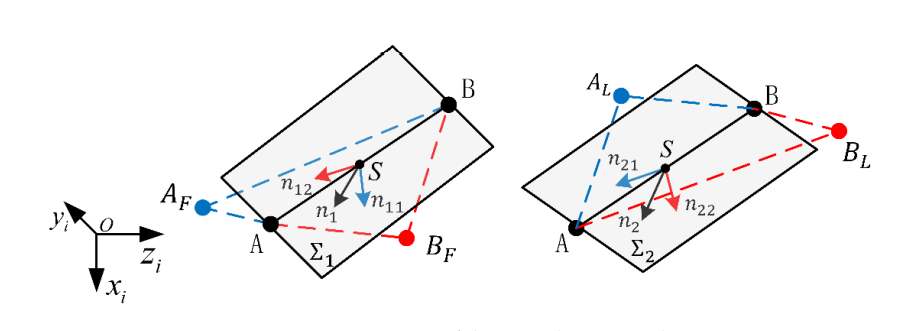 B
A_F
S
n_12
n_1
n_11
A
Σ_1
B_F
y_i
O
z_i
x_i
A_L
B
B_L
S
n_21
n_2
n_22
A
Σ_2